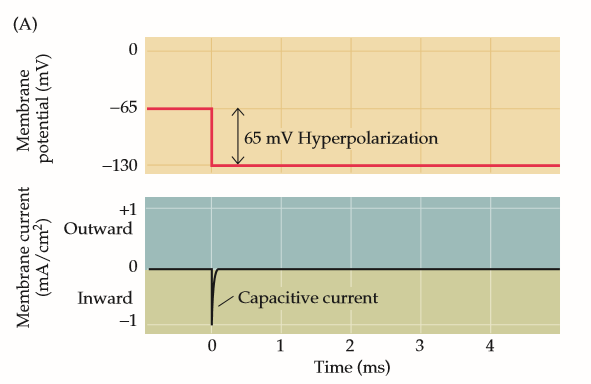 (A)
Membrane
potential (mV)
0
−65
−130
65 mV Hyperpolarization
Membrane current
(mA/cm²)
+1
Outward
0
Inward
−1
Capacitive current
0 1 2 3 4
Time (ms)